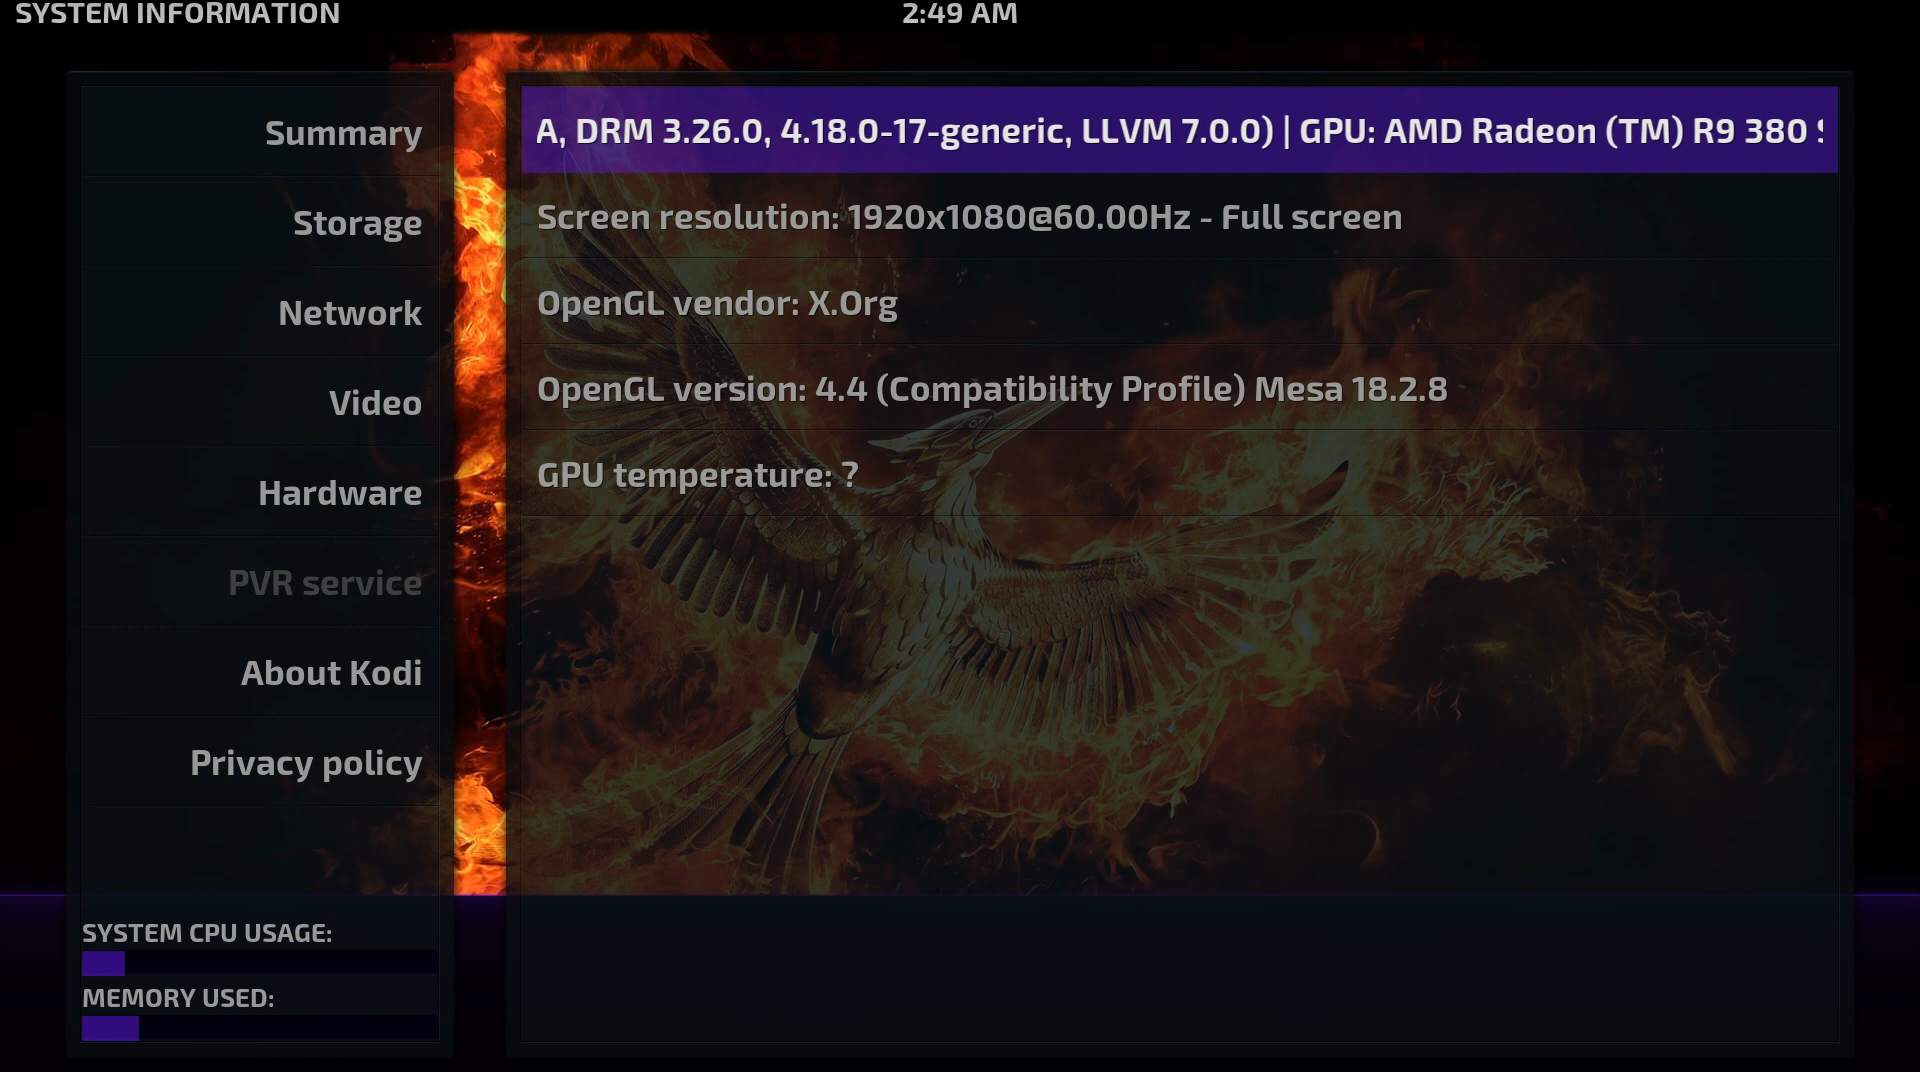 SYSTEM INFORMATION
2:49 AM
Summary
Storage
Network
Video
Hardware
PVR service
About Kodi
Privacy policy
SYSTEM CPU USAGE:
MEMORY USED:
A, DRM 3.26.0, 4.18.0-17-generic, LLVM 7.0.0) | GPU: AMD Radeon (TM) R9 380
Screen resolution: 1920x1080@60.00Hz - Full screen
OpenGL vendor: X.Org
OpenGL version: 4.4 (Compatibility Profile) Mesa 18.2.8
GPU temperature: ?